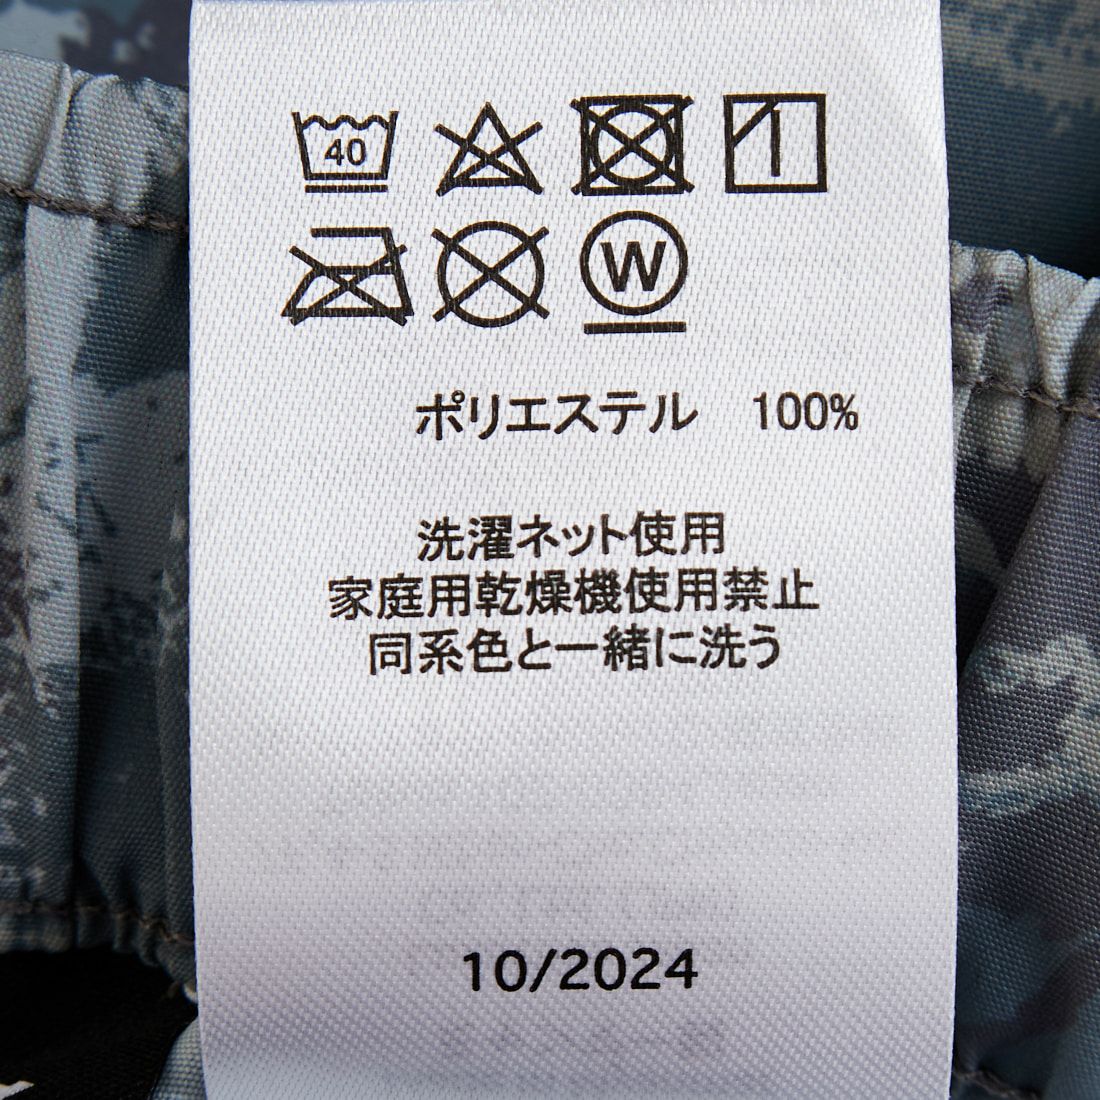 40
W
ポリエステル 100%
洗濯ネット使用
家庭用乾燥機使用禁止
同系色と一緒に洗う
10/2024